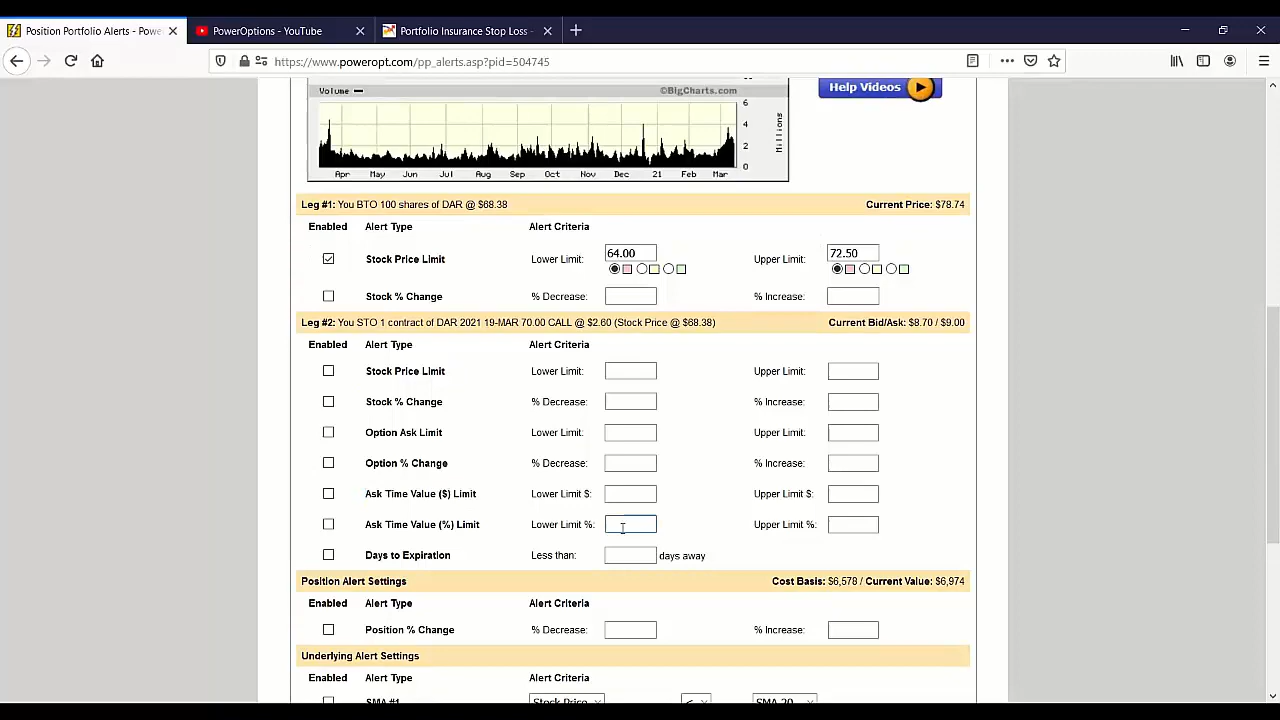 Position Portfolio Alerts - Powe
PowerOptions - YouTube
Portfolio Insurance Stop Loss -
https://www.poweropt.com/pp_alerts.asp?pid=504745
Volume
©BigCharts.com
6
4
2
0
Millions
Apr May Jun Jul Aug Sep Oct Nov Dec 21 Feb Mar
Help Videos
Leg #1: You BTO 100 shares of DAR @ $68.38 Current Price: $78.74
Enabled Alert Type Alert Criteria
Stock Price Limit Lower Limit: 64.00 Upper Limit: 72.50
Stock % Change % Decrease: % Increase:
Leg #2: You STO 1 contract of DAR 2021 19-MAR 70.00 CALL @ $2.60 (Stock Price @ $68.38) Current Bid/Ask: $8.70 / $9.00
Enabled Alert Type Alert Criteria
Stock Price Limit Lower Limit: Upper Limit:
Stock % Change % Decrease: % Increase:
Option Ask Limit Lower Limit: Upper Limit:
Option % Change % Decrease: % Increase:
Ask Time Value ($) Limit Lower Limit $: Upper Limit $:
Ask Time Value (%) Limit Lower Limit %: Upper Limit %:
Days to Expiration Less than: days away
Position Alert Settings Cost Basis: $6,578 / Current Value: $6,974
Enabled Alert Type Alert Criteria
Position % Change % Decrease: % Increase:
Underlying Alert Settings
Enabled Alert Type Alert Criteria
SMA #1 Stock Price < SMA 20